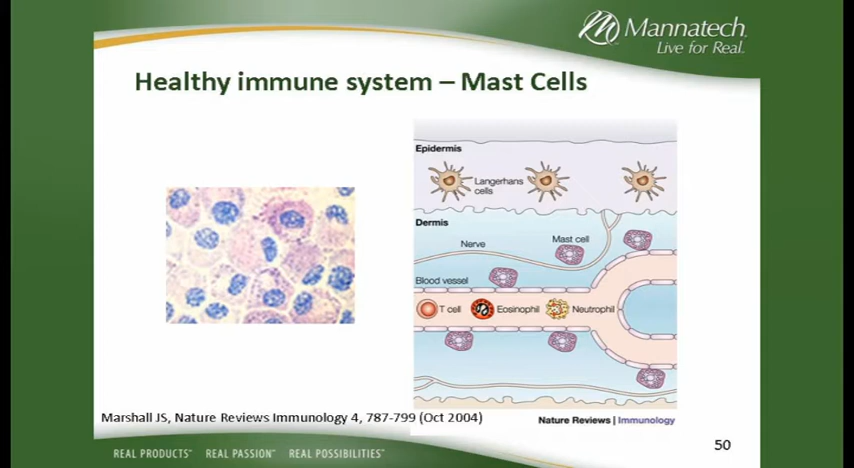 Mannatech
Live for Real.
Healthy immune system – Mast Cells
Epidermis
Langerhans
cells
Dermis
Nerve
Mast cell
Blood vessel
T cell
Eosinophil
Neutrophil
Marshall JS, Nature Reviews Immunology 4, 787-799 (Oct 2004)
Nature Reviews | Immunology
50
REAL PRODUCTS™ REAL PASSION™ REAL POSSIBILITIES™